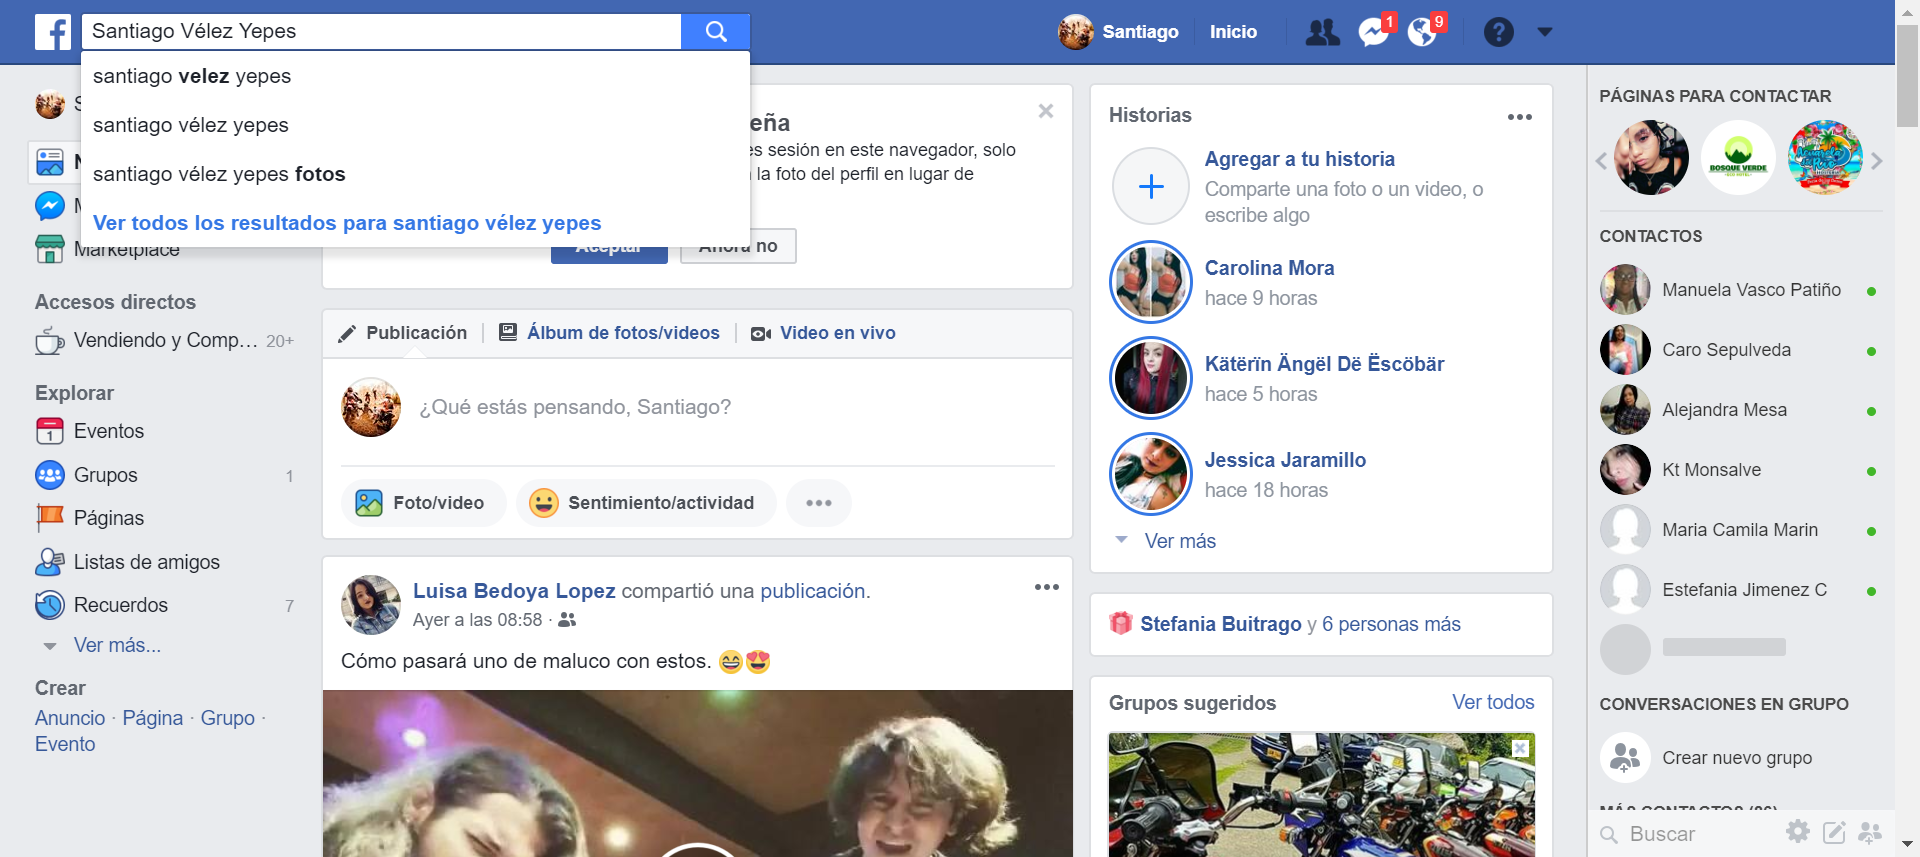 Santiago Vélez Yepes
Santiago
Inicio
1
9
santiago velez yepes
santiago vélez yepes
santiago vélez yepes fotos
Ver todos los resultados para santiago vélez yepes
Marketplace
Accesos directos
Vendiendo y Comp... 20+
Explorar
Eventos
Grupos 1
Páginas
Listas de amigos
Recuerdos 7
Ver más...
Crear
Anuncio · Página · Grupo ·
Evento
eña
es sesión en este navegador, solo
la foto del perfil en lugar de
Aceptar
Ahora no
Publicación
Álbum de fotos/videos
Video en vivo
¿Qué estás pensando, Santiago?
Foto/video
Sentimiento/actividad
Luisa Bedoya Lopez compartió una publicación.
Ayer a las 08:58 ·
Cómo pasará uno de maluco con estos. 😄😍
Historias
Agregar a tu historia
Comparte una foto o un video, o
escribe algo
Carolina Mora
hace 9 horas
Kätërïn Ängël Dë Ëscöbär
hace 5 horas
Jessica Jaramillo
hace 18 horas
Ver más
Stefania Buitrago y 6 personas más
Grupos sugeridos
Ver todos
PÁGINAS PARA CONTACTAR
BOSQUE VERDE
CONTACTOS
Manuela Vasco Patiño
Caro Sepulveda
Alejandra Mesa
Kt Monsalve
Maria Camila Marin
Estefania Jimenez C
CONVERSACIONES EN GRUPO
Crear nuevo grupo
MÁS CONTACTOS
Buscar